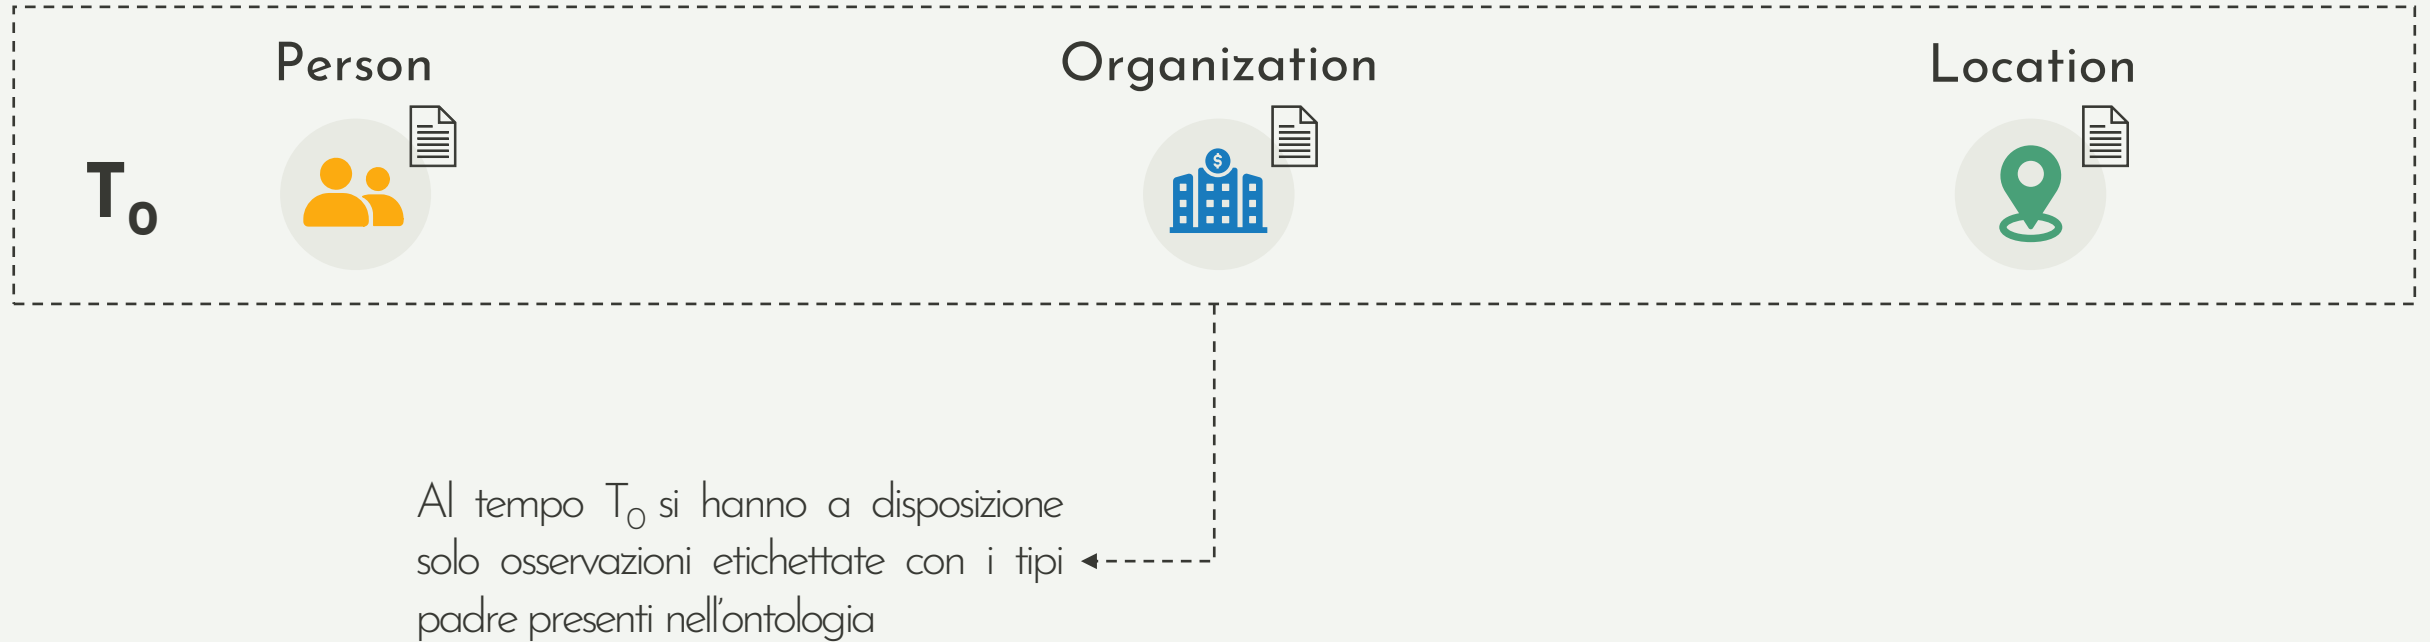 Person
Organization
Location
T₀
$
Al tempo T₀ si hanno a disposizione
solo osservazioni etichettate con i tipi
padre presenti nell'ontologia